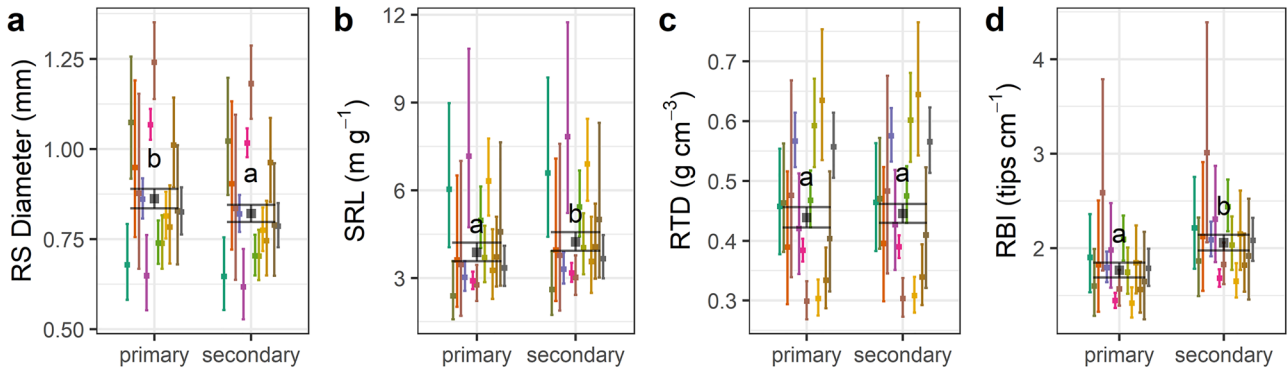 a
RS Diameter (mm)
1.25
1.00
0.75
0.50
b
a
primary
secondary
b
SRL (m g⁻¹)
12
9
6
3
a
b
primary
secondary
c
RTD (g cm⁻³)
0.7
0.6
0.5
0.4
0.3
a
a
primary
secondary
d
RBI (tips cm⁻¹)
4
3
2
a
b
primary
secondary